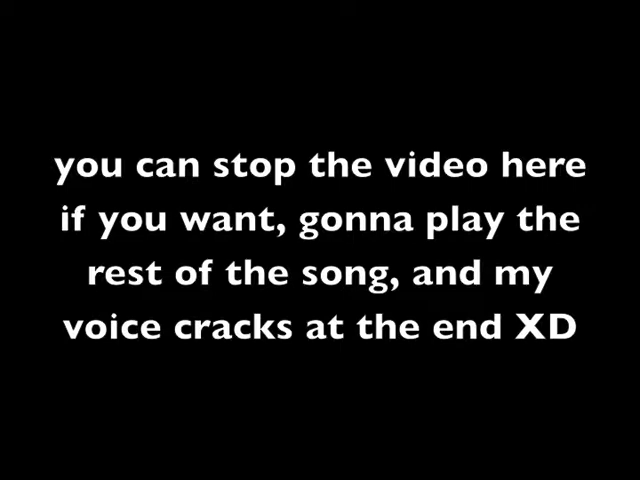 you can stop the video here
if you want, gonna play the
rest of the song, and my
voice cracks at the end XD